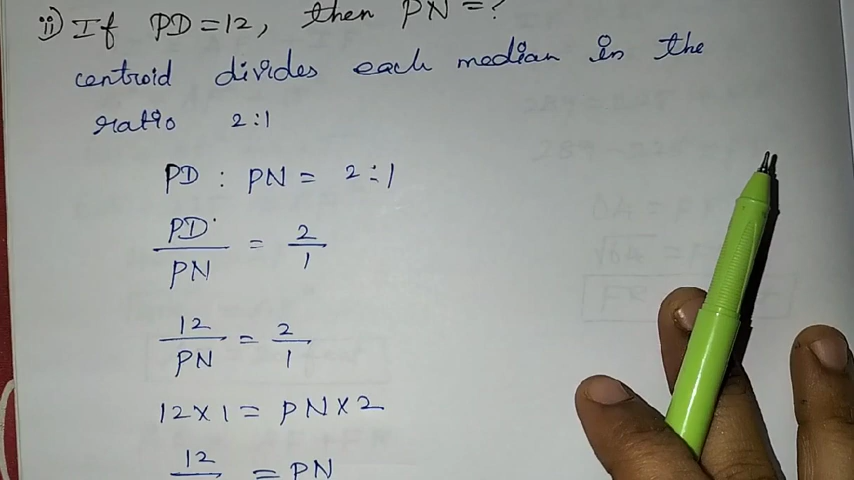 ii) If PD = 12, then PN = ?
centroid divides each median in the
ratio 2:1
PD : PN = 2:1
PD/PN = 2/1
12/PN = 2/1
12 x 1 = PN x 2
12/ = PN